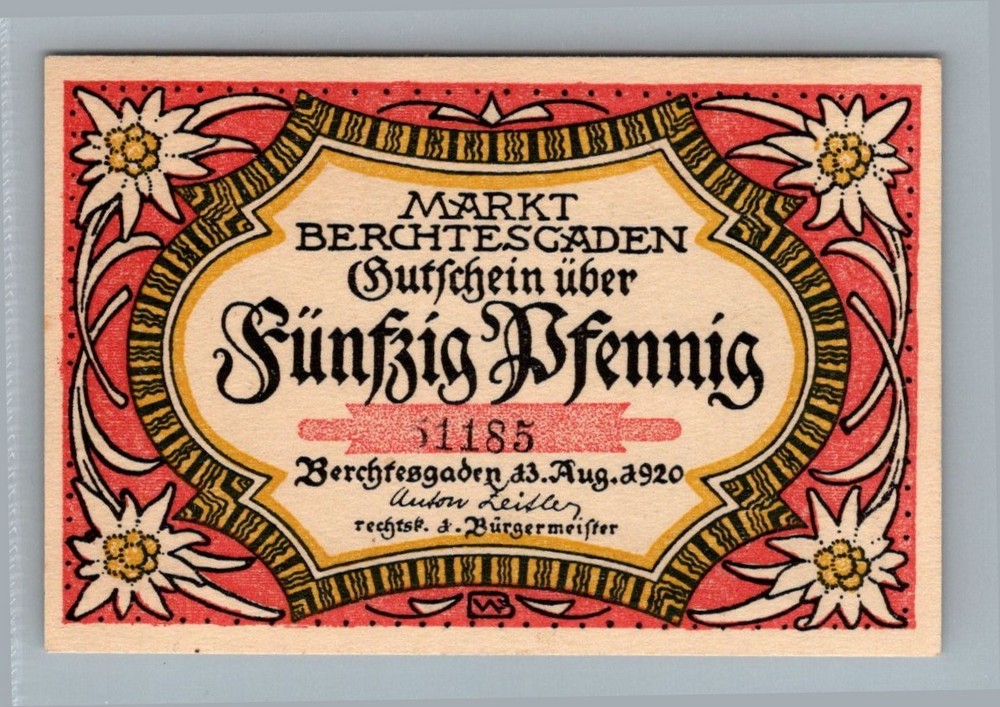 MARKT
BERCHTESGADEN
Gutſchein über
Fünfzig Pfennig
Berchtesgaden, 13. Aug. 1920
Anton Zeitler
rechtsk. 1. Bürgermeiſter